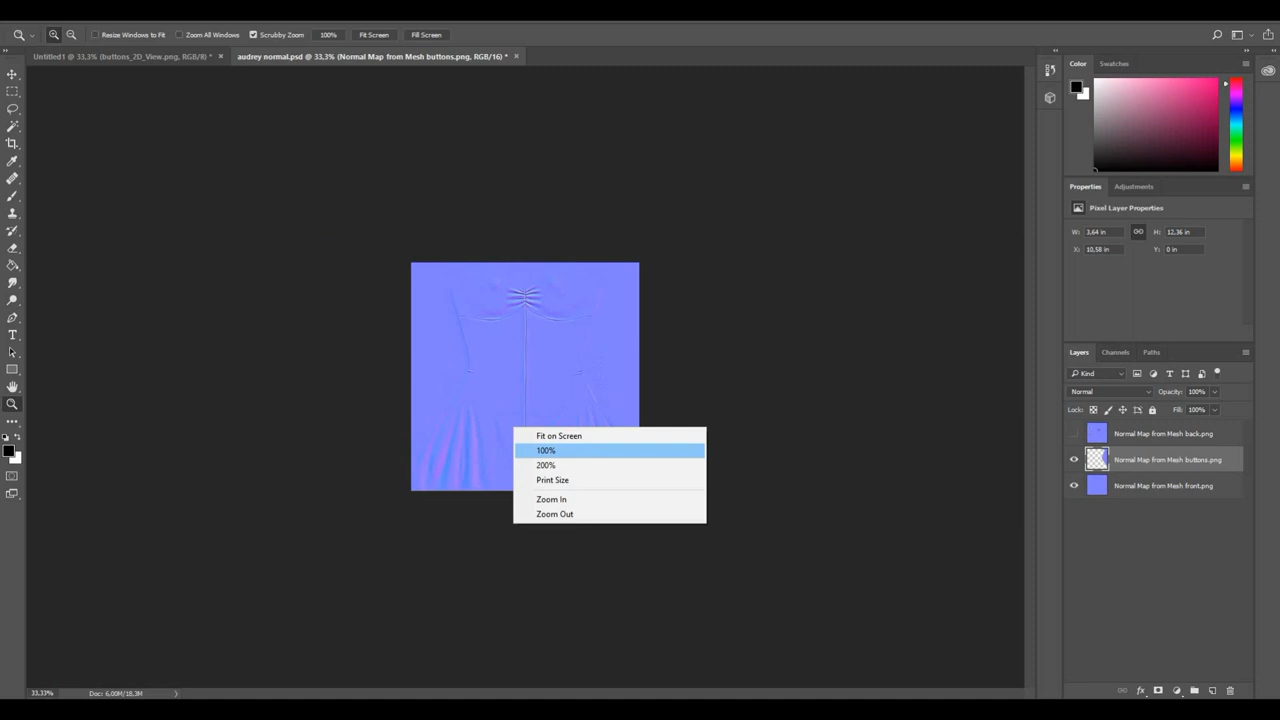 Resize Windows to Fit Zoom All Windows Scrubby Zoom 100% Fit Screen Fill Screen
Untitled1 @ 33,3% (buttons_2D_View.png, RGB/8) * ×
audrey normal.psd @ 33,3% (Normal Map from Mesh buttons.png, RGB/16) * ×
Color Swatches
Properties Adjustments
Pixel Layer Properties
W: 3,64 in H: 12,36 in
X: 10,58 in Y: 0 in
Fit on Screen
100%
200%
Print Size
Zoom In
Zoom Out
Layers Channels Paths
Kind
Normal Opacity: 100%
Lock: Fill: 100%
Normal Map from Mesh back.png
Normal Map from Mesh buttons.png
Normal Map from Mesh front.png
33,33% Doc: 6,00M/18,3M